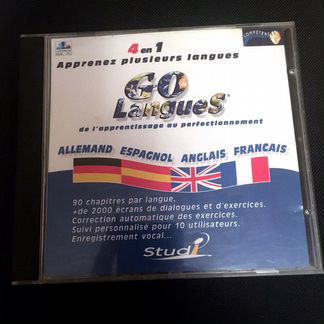 4 en 1
Apprenez plusieurs langues
GO
LangueS
de l'apprentissage au perfectionnement
ALLEMAND ESPAGNOL ANGLAIS FRANCAIS
90 chapitres par langue.
+de 2000 écrans de dialogues et d'exercices.
Correction automatique des exercices.
Suivi personnalisé pour 10 utilisateurs.
Enregistrement vocal...
Studi